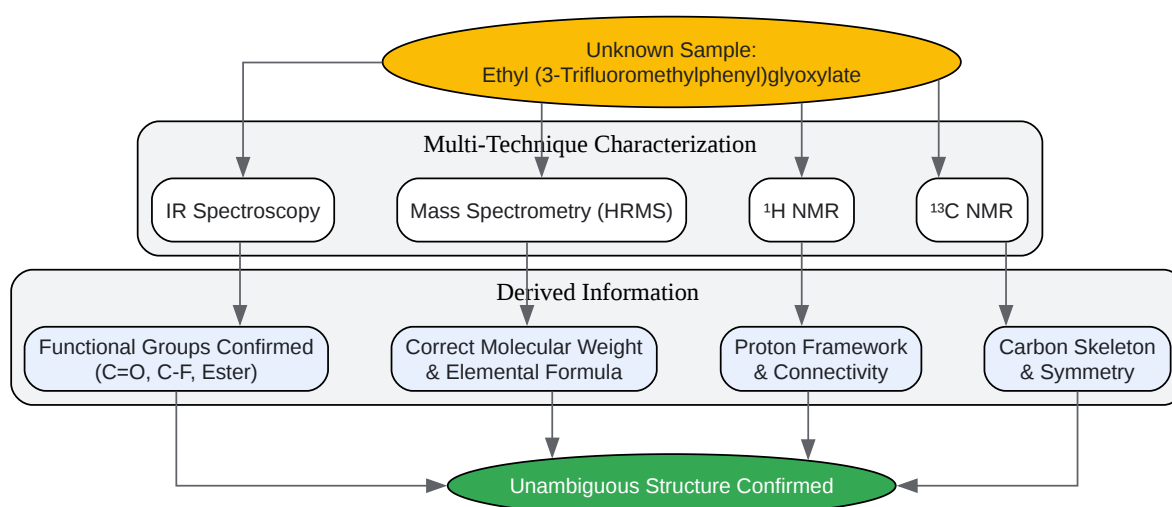 Unknown Sample:
Ethyl (3-Trifluoromethylphenyl)glyoxylate
Multi-Technique Characterization
IR Spectroscopy
Mass Spectrometry (HRMS)
¹H NMR
¹³C NMR
Derived Information
Functional Groups Confirmed
(C=O, C-F, Ester)
Correct Molecular Weight
& Elemental Formula
Proton Framework
& Connectivity
Carbon Skeleton
& Symmetry
Unambiguous Structure Confirmed